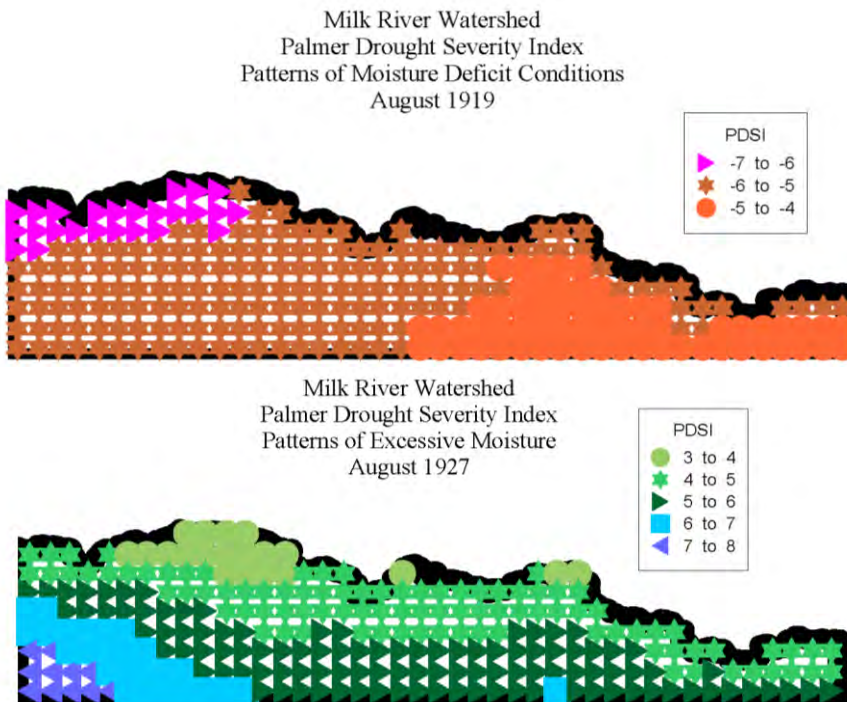 Milk River Watershed
Palmer Drought Severity Index
Patterns of Moisture Deficit Conditions
August 1919
PDSI
-7 to -6
-6 to -5
-5 to -4
Milk River Watershed
Palmer Drought Severity Index
Patterns of Excessive Moisture
August 1927
PDSI
3 to 4
4 to 5
5 to 6
6 to 7
7 to 8